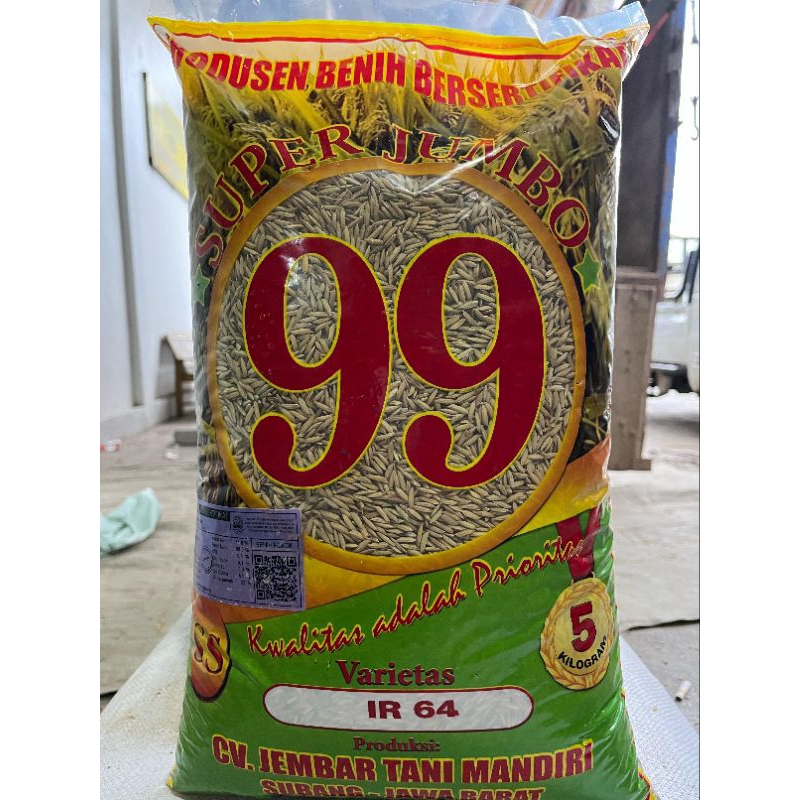 PRODUSEN BENIH BERSERTIFIKAT
SUPER JUMBO
99
Kwalitas adalah Prioritas
SS
5
KILOGRAM
Varietas
IR 64
Produksi:
CV. JEMBAR TANI MANDIRI
SUBANG - JAWA BARAT